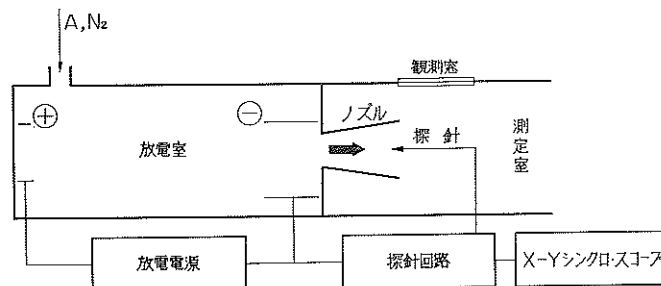 A,N₂
観測窓
⊕
⊖
ノズル
放電室
探針
測定室
放電電源
探針回路
X-Yシンクロ・スコープ